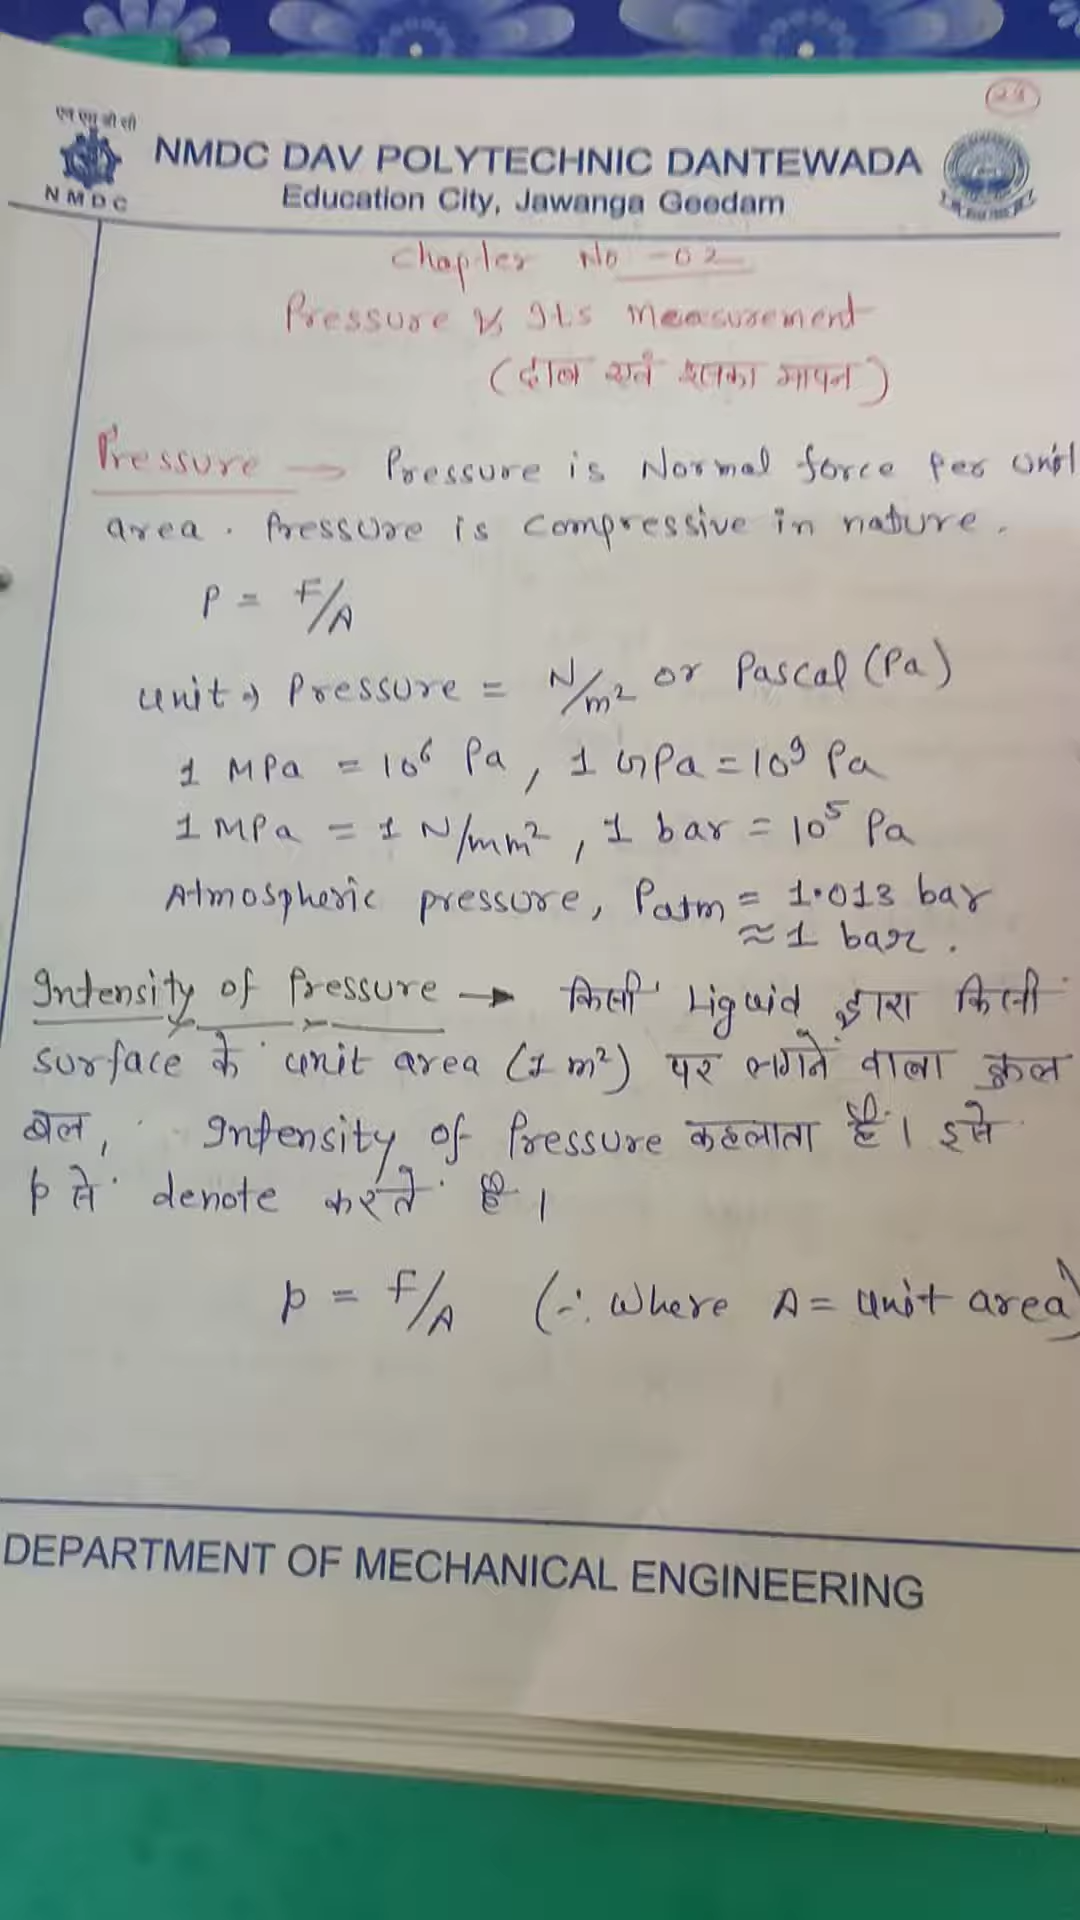 एन एम डी सी
NMDC
NMDC DAV POLYTECHNIC DANTEWADA
Education City, Jawanga Geedam
Chapter No -02
Pressure & Its Measurement
(दाब एवं इसका मापन)
Pressure → Pressure is Normal force per unit
area. Pressure is compressive in nature.
P = F/A
unit → Pressure = N/m² or Pascal (Pa)
1 MPa = 10⁶ Pa, 1 GPa = 10⁹ Pa
1 MPa = 1 N/mm², 1 bar = 10⁵ Pa
Atmospheric pressure, Patm = 1.013 bar
≈ 1 bar.
Intensity of Pressure → किसी Liquid द्वारा किसी
surface के unit area (1 m²) पर लगने वाला कुल
बल, Intensity of Pressure कहलाता है। इसे
p से denote करते है।
p = F/A (∵ where A = unit area)
DEPARTMENT OF MECHANICAL ENGINEERING